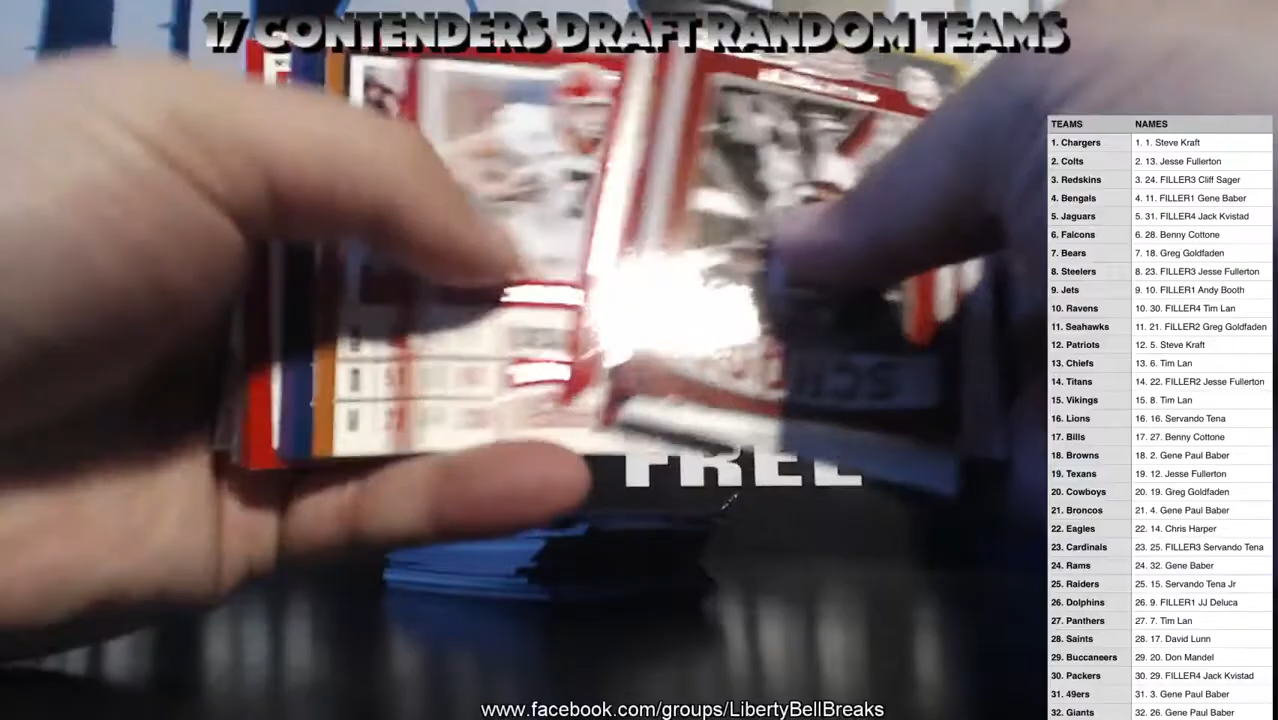 17 CONTENDERS DRAFT RANDOM TEAMS
TEAMS NAMES
1. Chargers 1. 1. Steve Kraft
2. Colts 2. 13. Jesse Fullerton
3. Redskins 3. 24. FILLER3 Cliff Sager
4. Bengals 4. 11. FILLER1 Gene Baber
5. Jaguars 5. 31. FILLER4 Jack Kvistad
6. Falcons 6. 28. Benny Cottone
7. Bears 7. 18. Greg Goldfaden
8. Steelers 8. 23. FILLER3 Jesse Fullerton
9. Jets 9. 10. FILLER1 Andy Booth
10. Ravens 10. 30. FILLER4 Tim Lan
11. Seahawks 11. 21. FILLER2 Greg Goldfaden
12. Patriots 12. 5. Steve Kraft
13. Chiefs 13. 6. Tim Lan
14. Titans 14. 22. FILLER2 Jesse Fullerton
15. Vikings 15. 8. Tim Lan
16. Lions 16. 16. Servando Tena
17. Bills 17. 27. Benny Cottone
18. Browns 18. 2. Gene Paul Baber
19. Texans 19. 12. Jesse Fullerton
20. Cowboys 20. 19. Greg Goldfaden
21. Broncos 21. 4. Gene Paul Baber
22. Eagles 22. 14. Chris Harper
23. Cardinals 23. 25. FILLER3 Servando Tena
24. Rams 24. 32. Gene Baber
25. Raiders 25. 15. Servando Tena Jr
26. Dolphins 26. 9. FILLER1 JJ Deluca
27. Panthers 27. 7. Tim Lan
28. Saints 28. 17. David Lunn
29. Buccaneers 29. 20. Don Mandel
30. Packers 30. 29. FILLER4 Jack Kvistad
31. 49ers 31. 3. Gene Paul Baber
32. Giants 32. 26. Gene Paul Baber
FREE
www.facebook.com/groups/LibertyBellBreaks